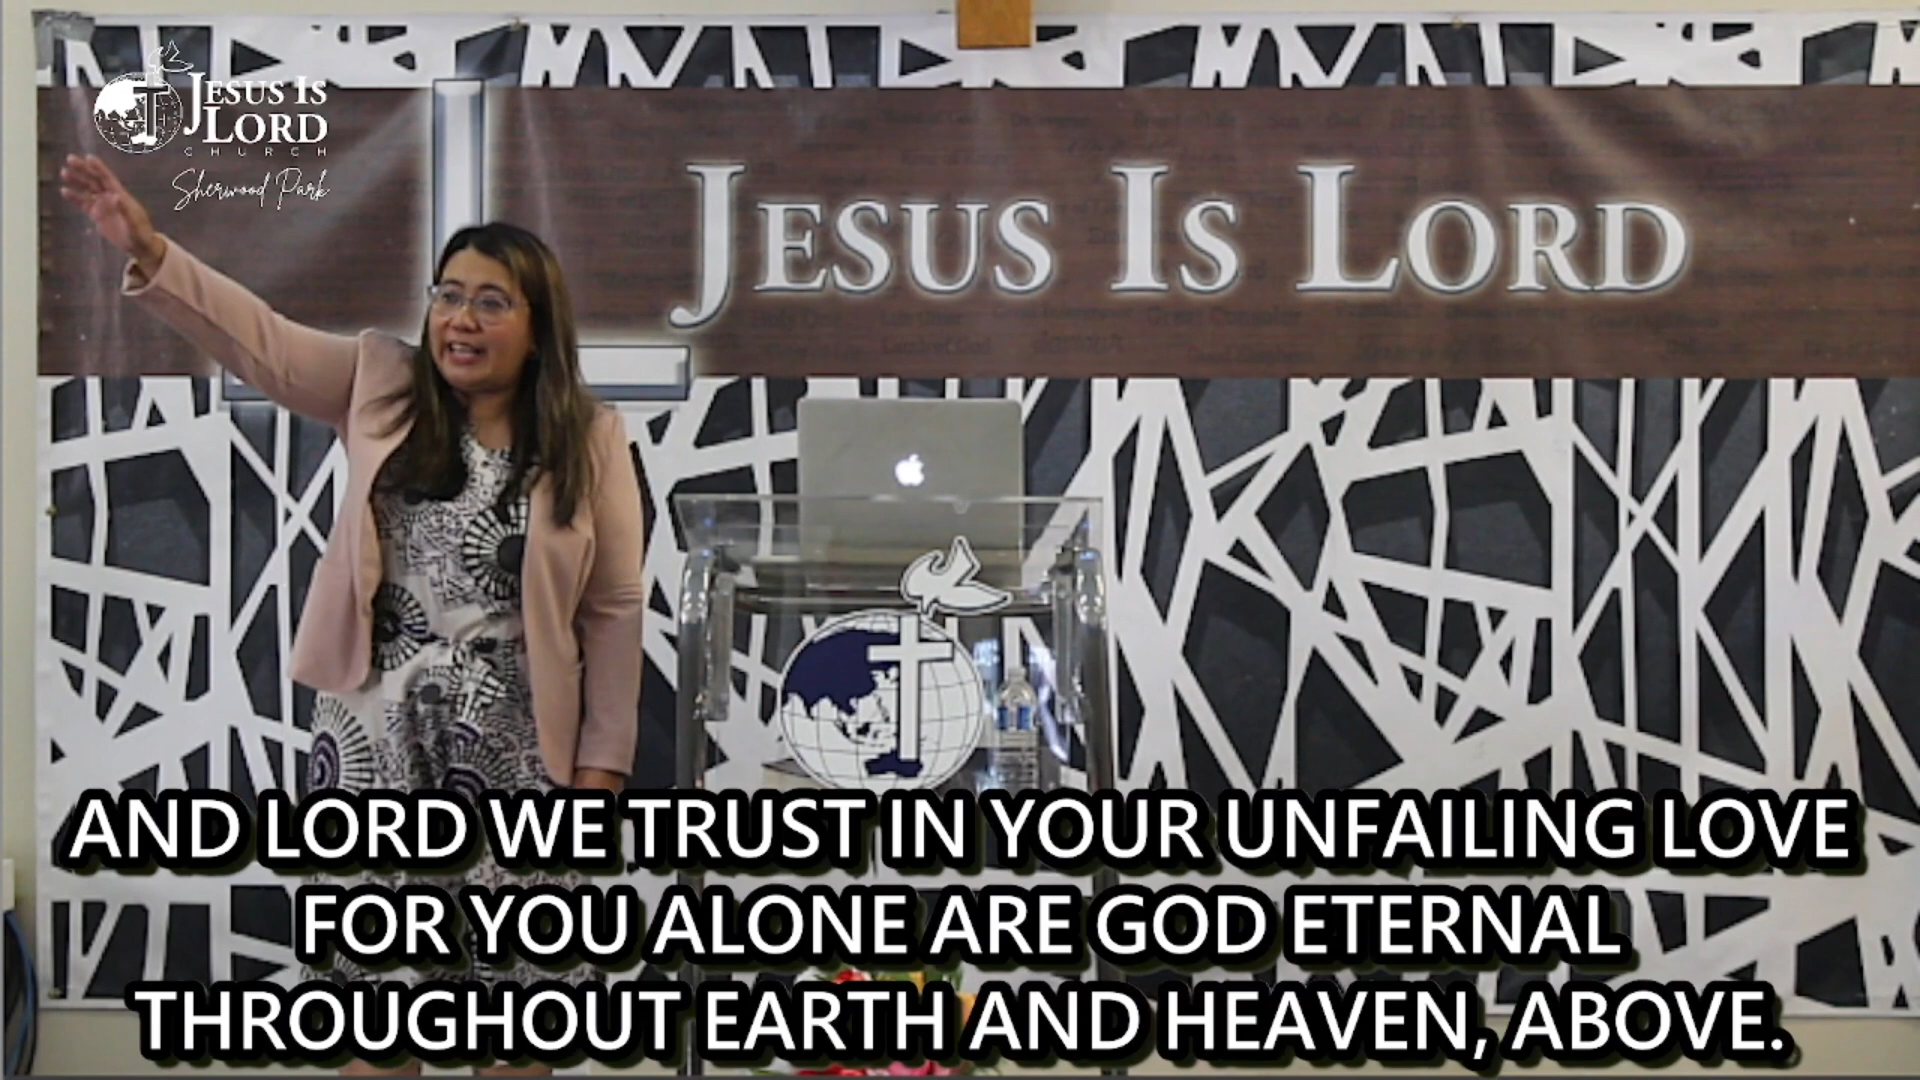 JESUS IS
LORD
CHURCH
Sherwood Park
JESUS IS LORD
AND LORD WE TRUST IN YOUR UNFAILING LOVE
FOR YOU ALONE ARE GOD ETERNAL
THROUGHOUT EARTH AND HEAVEN, ABOVE.